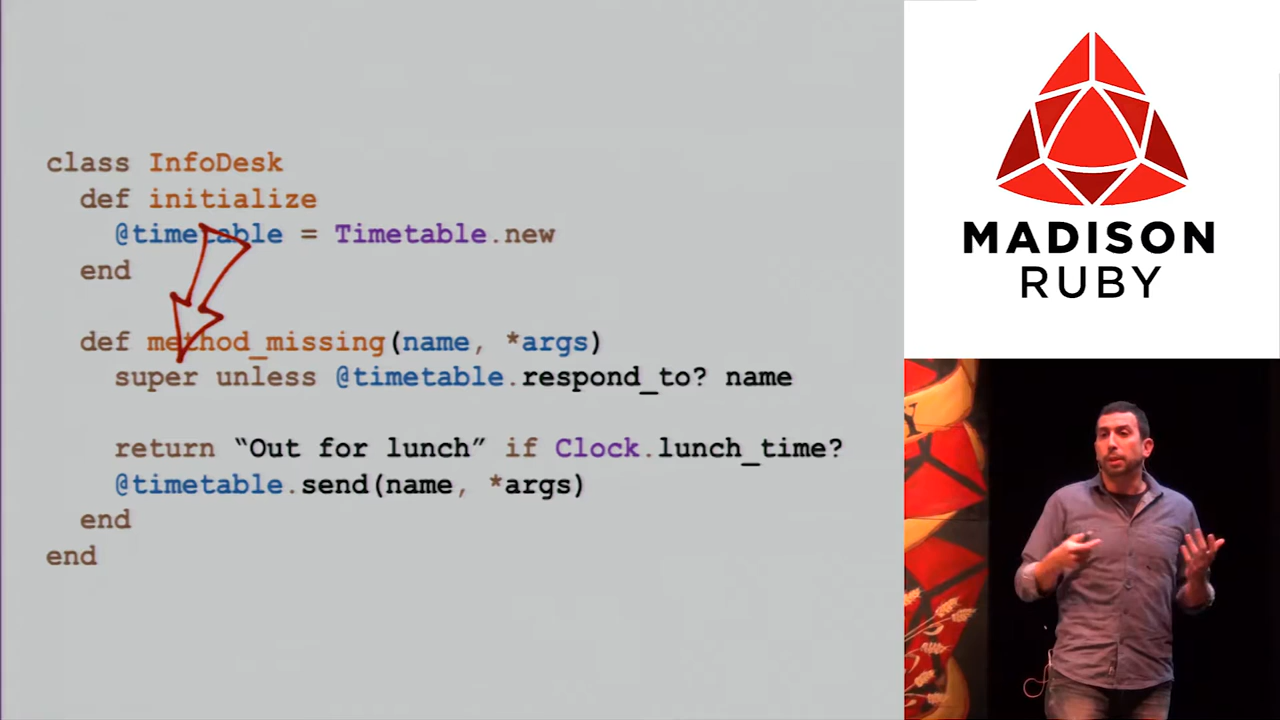 class InfoDesk
def initialize
@timetable = Timetable.new
end
def method_missing(name, *args)
super unless @timetable.respond_to? name
return “Out for lunch” if Clock.lunch_time?
@timetable.send(name, *args)
end
end
MADISON
RUBY